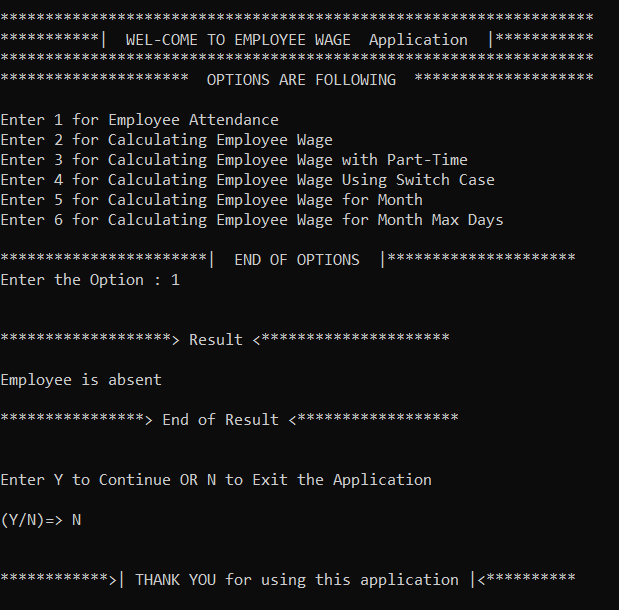 ******************************************************************
***********|  WEL-COME TO EMPLOYEE WAGE  Application  |***********
******************************************************************
*********************  OPTIONS ARE FOLLOWING  ********************
Enter 1 for Employee Attendance
Enter 2 for Calculating Employee Wage
Enter 3 for Calculating Employee Wage with Part-Time
Enter 4 for Calculating Employee Wage Using Switch Case
Enter 5 for Calculating Employee Wage for Month
Enter 6 for Calculating Employee Wage for Month Max Days
***********************|  END OF OPTIONS  |*********************
Enter the Option : 1
*******************> Result <*********************
Employee is absent
****************> End of Result <******************
Enter Y to Continue OR N to Exit the Application
(Y/N)=> N
************>| THANK YOU for using this application |<**********